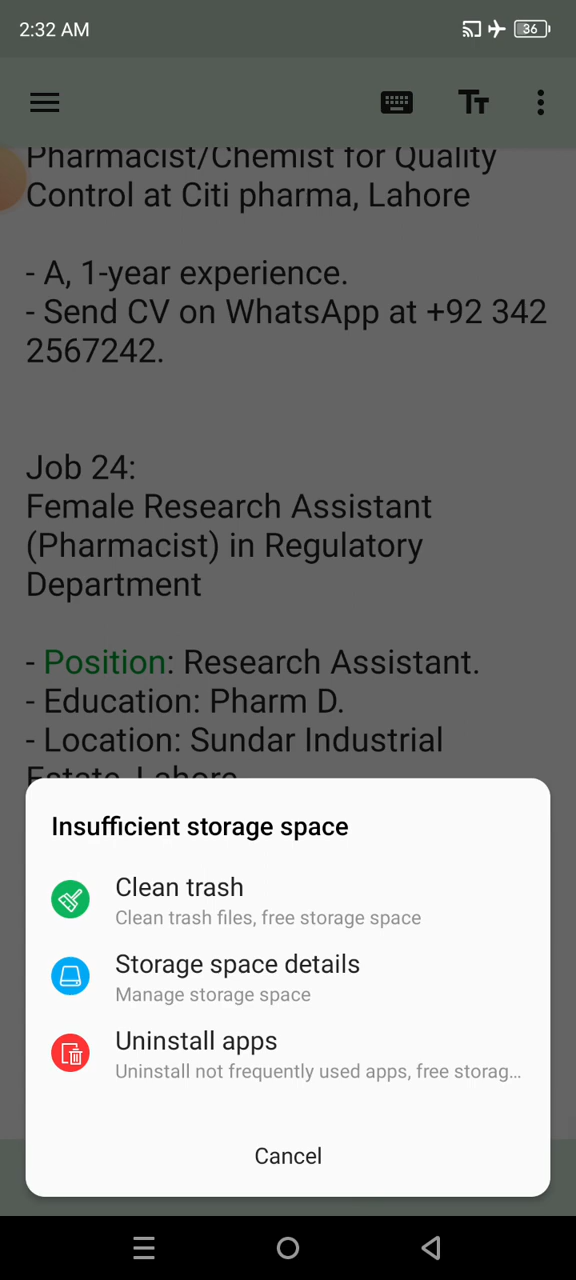 2:32 AM
36
Pharmacist/Chemist for Quality
Control at Citi pharma, Lahore
- A, 1-year experience.
- Send CV on WhatsApp at +92 342
2567242.
Job 24:
Female Research Assistant
(Pharmacist) in Regulatory
Department
- Position: Research Assistant.
- Education: Pharm D.
- Location: Sundar Industrial
Estate, Lahore
Insufficient storage space
Clean trash
Clean trash files, free storage space
Storage space details
Manage storage space
Uninstall apps
Uninstall not frequently used apps, free storag...
Cancel